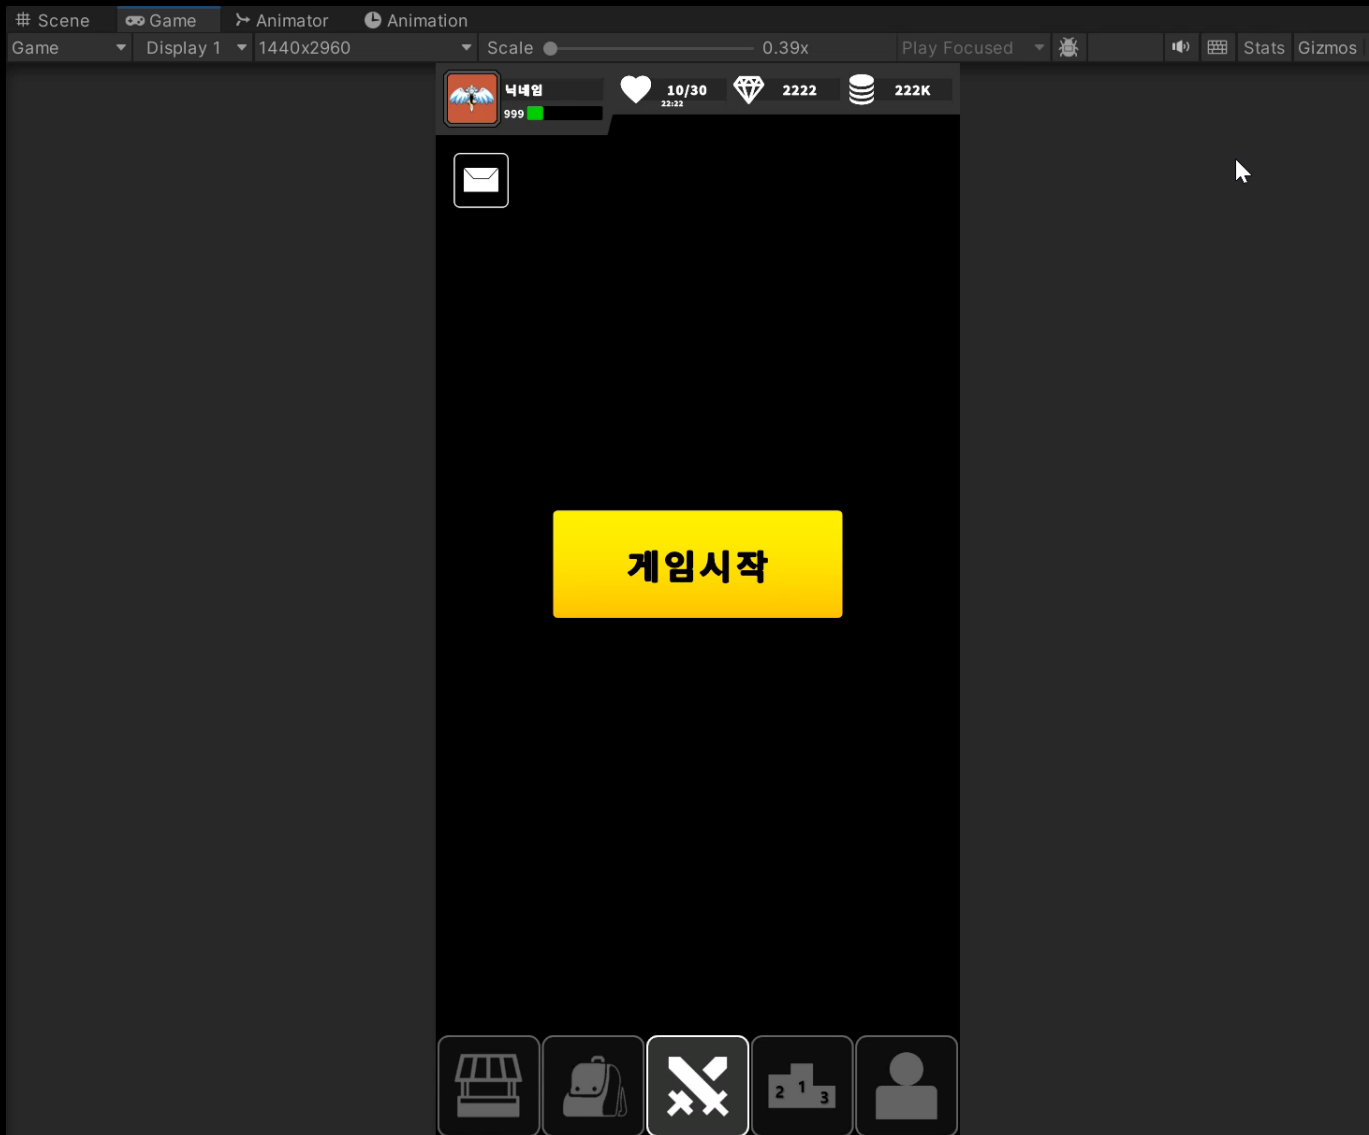 Scene Game Animator Animation
Game Display 1 1440x2960 Scale 0.39x Play Focused Stats Gizmos
닉네임 10/30 2222 222K
22:22
999
게임시작
2 1 3